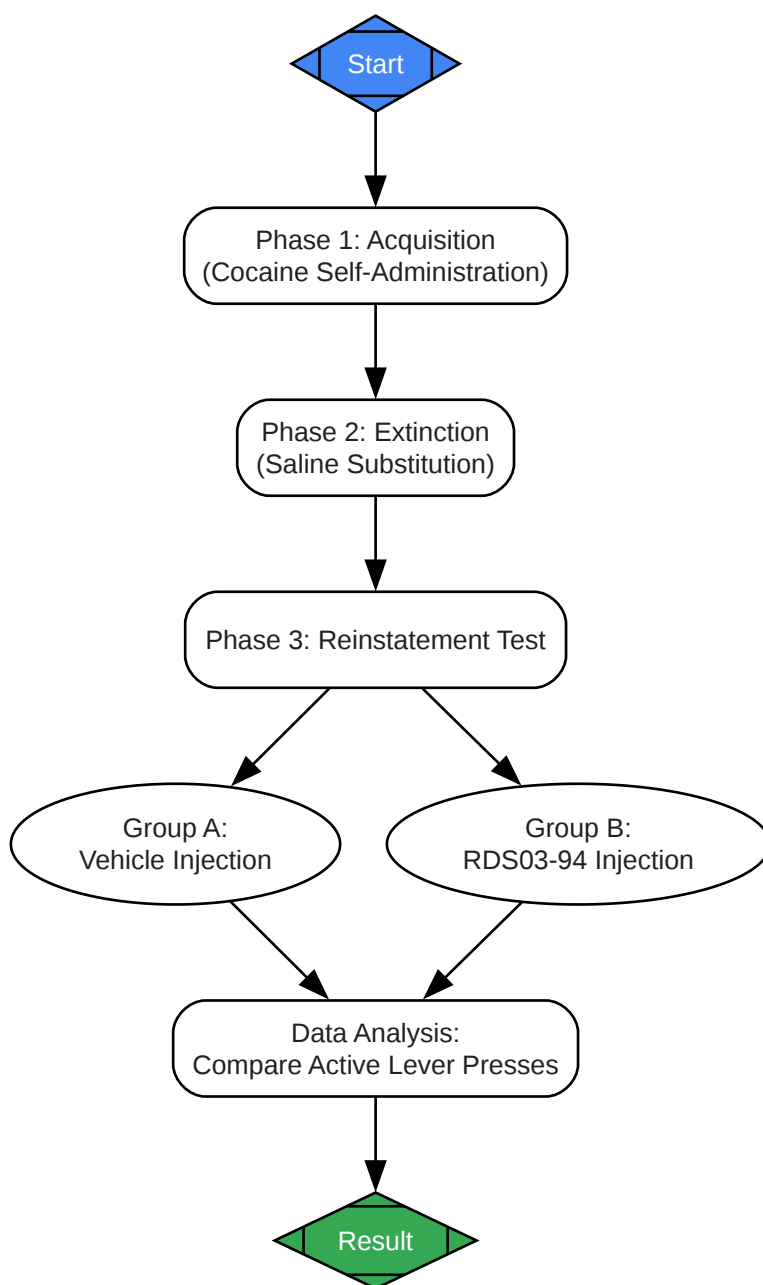 Start
Phase 1: Acquisition
(Cocaine Self-Administration)
Phase 2: Extinction
(Saline Substitution)
Phase 3: Reinstatement Test
Group A:
Vehicle Injection
Group B:
RDS03-94 Injection
Data Analysis:
Compare Active Lever Presses
Result